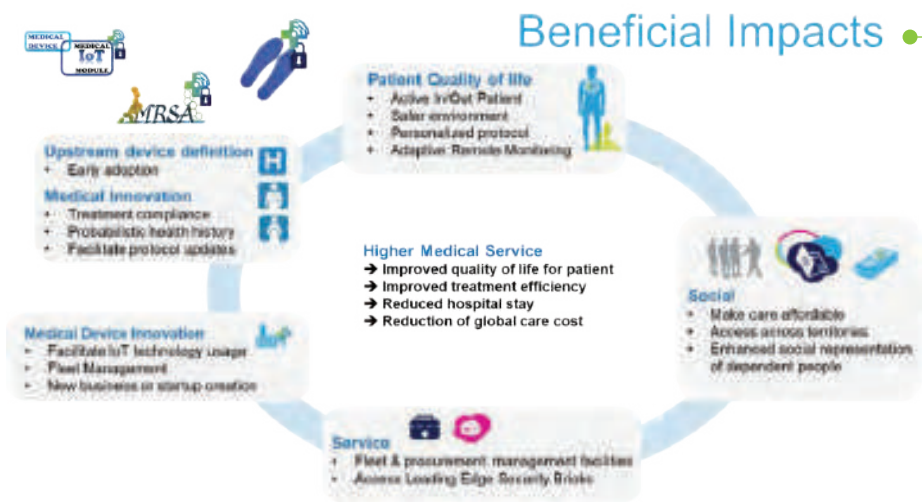 Beneficial Impacts
MEDICAL
DEVICE
MEDICAL
IoT
MODULE
MRSA
Patient Quality of life
• Active In/Out Patient
• Safer environment
• Personalized protocol
• Adaptive Remote Monitoring
Upstream device definition
• Early adoption
H
Medical Innovation
• Treatment compliance
• Probabilistic health history
• Facilitate protocol updates
Higher Medical Service
➔ Improved quality of life for patient
➔ Improved treatment efficiency
➔ Reduced hospital stay
➔ Reduction of global care cost
Social
• Make care affordable
• Access across territories
• Enhanced social representation
of dependent people
Medical Device Innovation
• Facilitate IoT technology usage
• Fleet Management
• New business or startup creation
Service
• Fleet & procurement management facilities
• Access Leading Edge Security Bricks